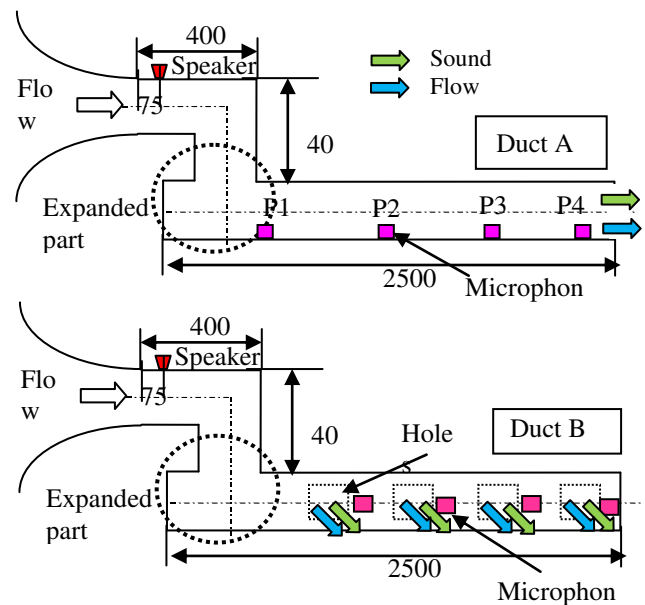 400
Speaker
Sound
Flow
Flo
w
75
40
Duct A
Expanded
part
P1
P2
P3
P4
2500
Microphon
400
Speaker
Flo
w
75
40
Hole
s
Duct B
Expanded
part
2500
Microphon